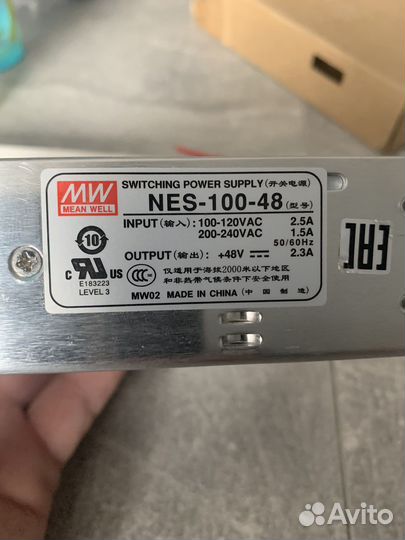 MW
MEAN WELL
SWITCHING POWER SUPPLY (开关电源)
NES-100-48 (型号)
INPUT (输入): 100-120VAC 2.5A
200-240VAC 1.5A
50/60Hz
OUTPUT (输出): +48V 2.3A
仅适用于海拔2000米以下地区
和非热带气候条件下安全使用
MW02 MADE IN CHINA (中国制造)
10
c UL US
E183223
LEVEL 3
CCC
EAC
Avito